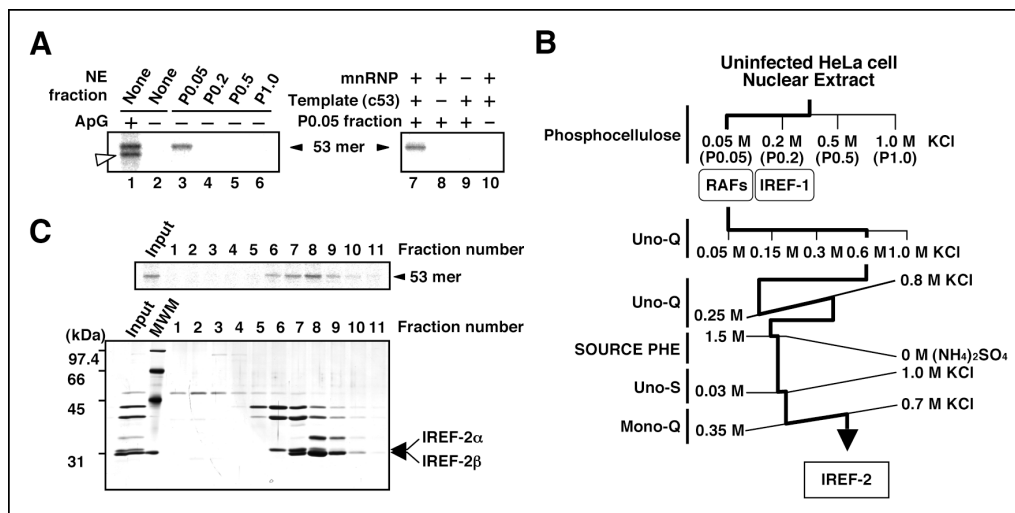 A
NE fraction None None P0.05 P0.2 P0.5 P1.0
ApG + – – – – –
53 mer
1 2 3 4 5 6
mnRNP + + – +
Template (c53) + – + +
P0.05 fraction + + + –
7 8 9 10
B
Uninfected HeLa cell
Nuclear Extract
Phosphocellulose
0.05 M 0.2 M 0.5 M 1.0 M KCl
(P0.05) (P0.2) (P0.5) (P1.0)
RAFs IREF-1
Uno-Q
0.05 M 0.15 M 0.3 M 0.6 M 1.0 M KCl
Uno-Q
0.8 M KCl
0.25 M
SOURCE PHE
1.5 M
0 M (NH₄)₂SO₄
Uno-S
1.0 M KCl
0.03 M
Mono-Q
0.7 M KCl
0.35 M
IREF-2
C
Input 1 2 3 4 5 6 7 8 9 10 11 Fraction number
53 mer
(kDa) Input MWM 1 2 3 4 5 6 7 8 9 10 11 Fraction number
97.4
66
45
31
IREF-2α
IREF-2β